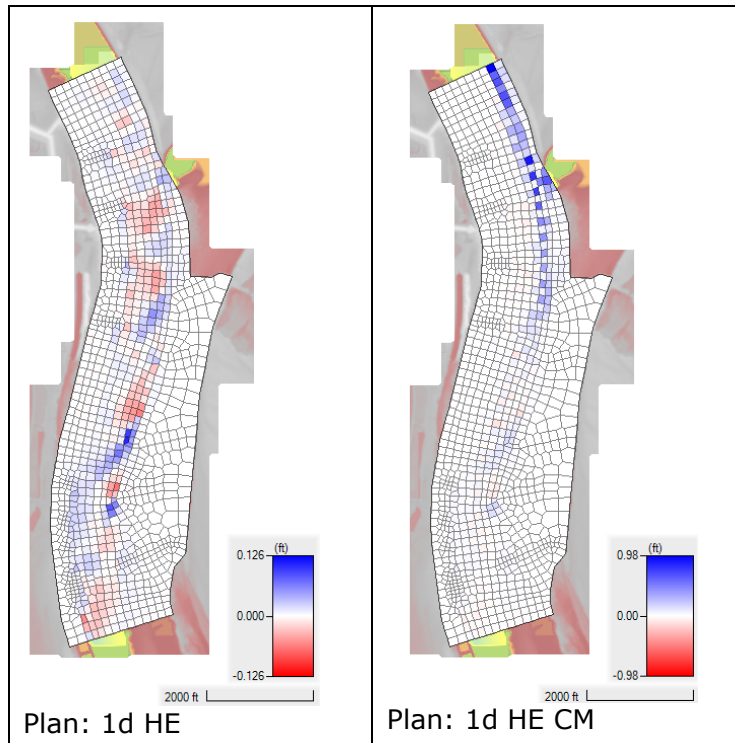 (ft)
0.126
0.000
-0.126
2000 ft
Plan: 1d HE
(ft)
0.98
0.00
-0.98
2000 ft
Plan: 1d HE CM